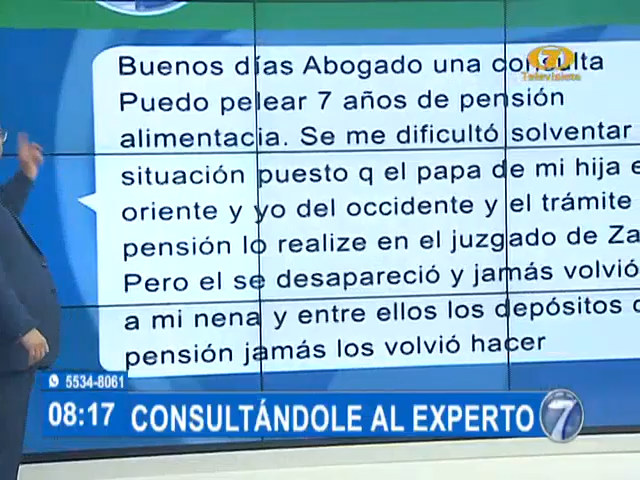 Buenos días Abogado una consulta
Puedo pelear 7 años de pensión
alimentacia. Se me dificultó solventar
situación puesto q el papa de mi hija e
oriente y yo del occidente y el trámite
pensión lo realize en el juzgado de Za
Pero el se desapareció y jamás volvió
a mi nena y entre ellos los depósitos d
pensión jamás los volvió hacer
5534-8061
08:17 CONSULTÁNDOLE AL EXPERTO 7
7
Televisiete